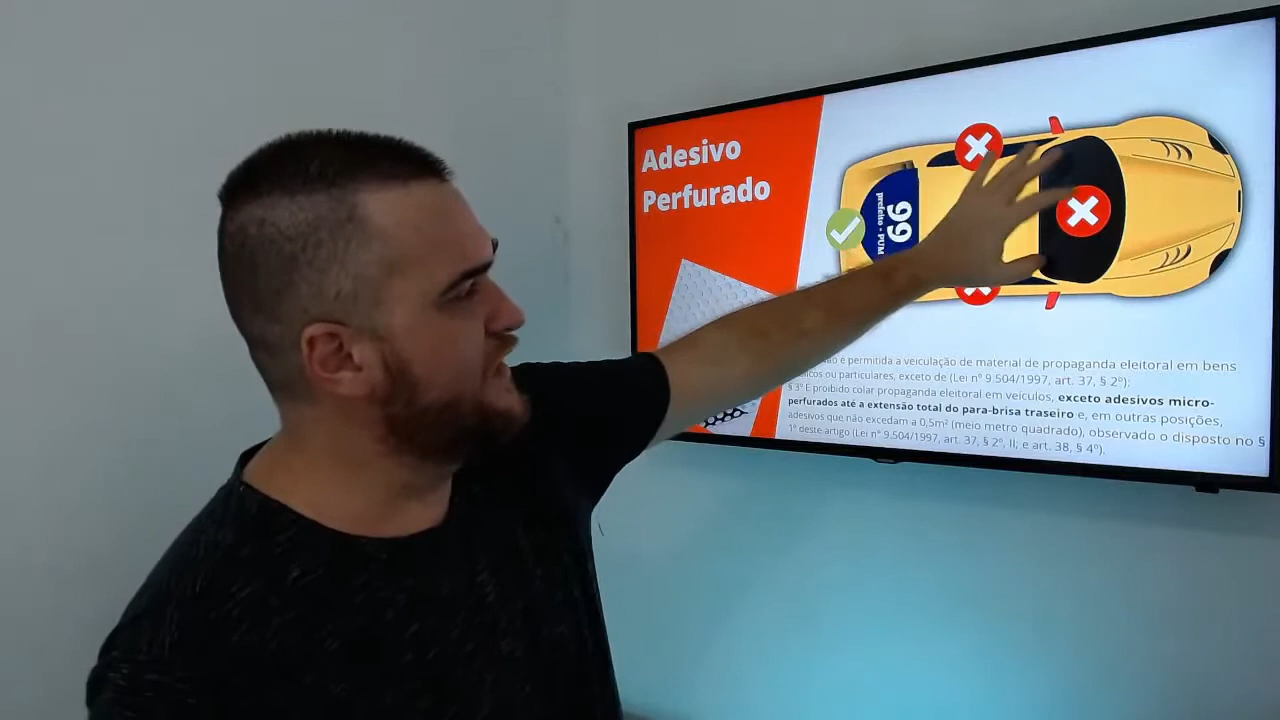 Adesivo
Perfurado
99
prefeito - PUM
é permitida a veiculação de material de propaganda eleitoral em bens
ou particulares, exceto de (Lei nº 9.504/1997, art. 37, § 2º):
§ 3º É proibido colar propaganda eleitoral em veículos, exceto adesivos micro-
perfurados até a extensão total do para-brisa traseiro e, em outras posições,
adesivos que não excedam a 0,5m² (meio metro quadrado), observado o disposto no §
1º deste artigo (Lei nº 9.504/1997, art. 37, § 2º, II; e art. 38, § 4º).